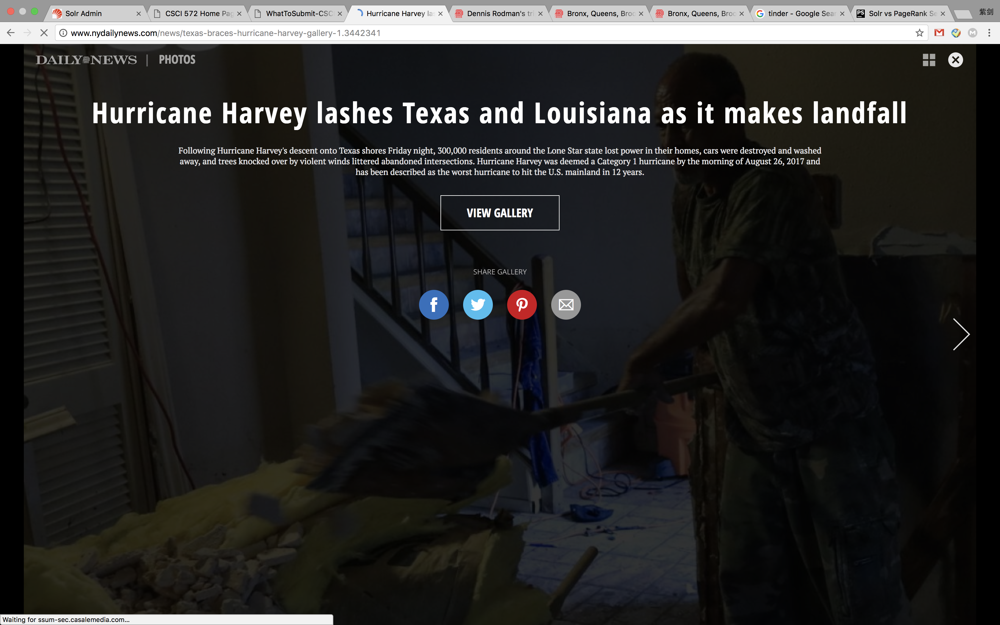 Solr Admin
CSCI 572 Home Pag
WhatToSubmit-CSC
Hurricane Harvey las
Dennis Rodman's tri
Bronx, Queens, Broo
Bronx, Queens, Broo
tinder - Google Sear
PS Solr vs PageRank Se
紫剑
www.nydailynews.com/news/texas-braces-hurricane-harvey-gallery-1.3442341
DAILY NEWS | PHOTOS
Hurricane Harvey lashes Texas and Louisiana as it makes landfall
Following Hurricane Harvey's descent onto Texas shores Friday night, 300,000 residents around the Lone Star state lost power in their homes, cars were destroyed and washed
away, and trees knocked over by violent winds littered abandoned intersections. Hurricane Harvey was deemed a Category 1 hurricane by the morning of August 26, 2017 and
has been described as the worst hurricane to hit the U.S. mainland in 12 years.
VIEW GALLERY
SHARE GALLERY
Waiting for ssum-sec.casalemedia.com...